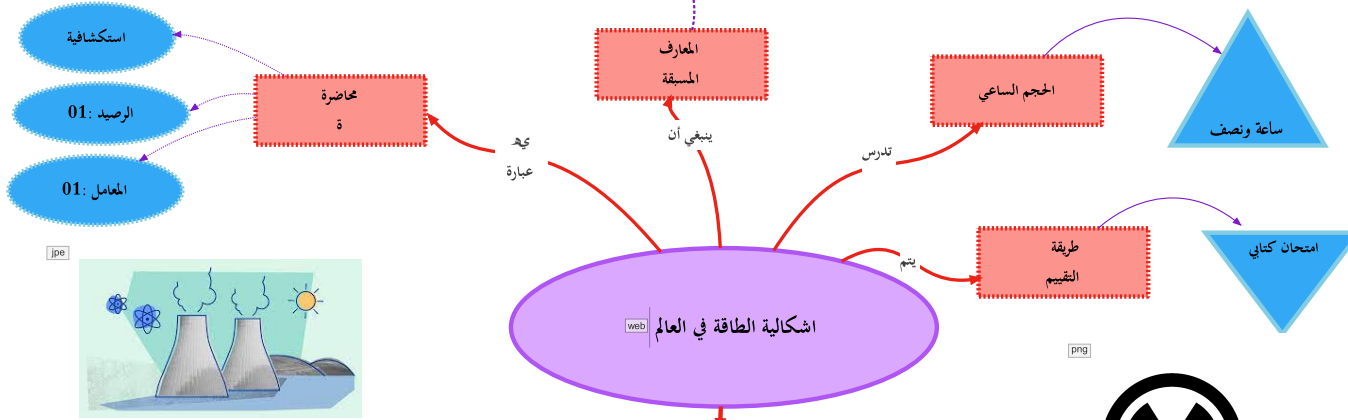 استكشافية
الرصيد :01
المعامل :01
محاضرة
ة
ي‍ه
عبارة
المعارف
المسبقة
ينبغي أن
الحجم الساعي
تدرس
ساعة ونصف
طريقة
التقييم
يتم
امتحان كتابي
اشكالية الطاقة في العالم
web
jpe
png